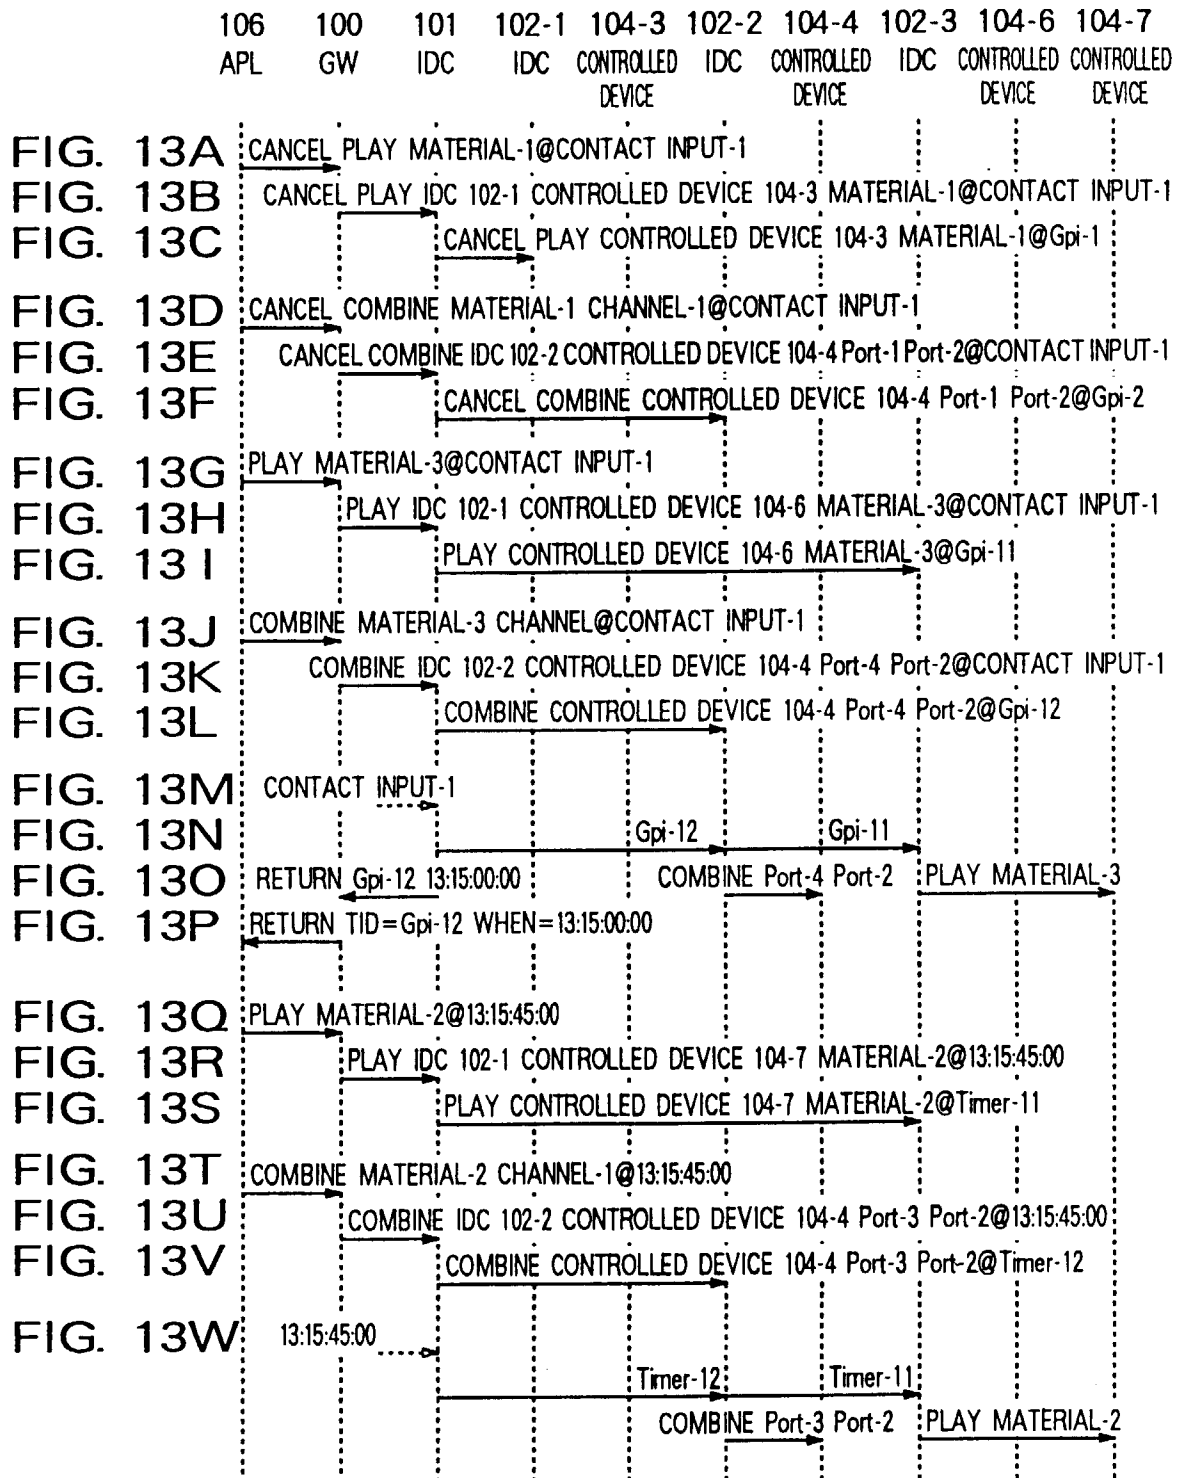 106 100 101 102-1 104-3 102-2 104-4 102-3 104-6 104-7
APL GW IDC IDC CONTROLLED IDC CONTROLLED IDC CONTROLLED CONTROLLED
DEVICE DEVICE DEVICE DEVICE
FIG. 13A CANCEL PLAY MATERIAL-1@CONTACT INPUT-1
FIG. 13B CANCEL PLAY IDC 102-1 CONTROLLED DEVICE 104-3 MATERIAL-1@CONTACT INPUT-1
FIG. 13C CANCEL PLAY CONTROLLED DEVICE 104-3 MATERIAL-1@Gpi-1
FIG. 13D CANCEL COMBINE MATERIAL-1 CHANNEL-1@CONTACT INPUT-1
FIG. 13E CANCEL COMBINE IDC 102-2 CONTROLLED DEVICE 104-4 Port-1 Port-2@CONTACT INPUT-1
FIG. 13F CANCEL COMBINE CONTROLLED DEVICE 104-4 Port-1 Port-2@Gpi-2
FIG. 13G PLAY MATERIAL-3@CONTACT INPUT-1
FIG. 13H PLAY IDC 102-1 CONTROLLED DEVICE 104-6 MATERIAL-3@CONTACT INPUT-1
FIG. 13I PLAY CONTROLLED DEVICE 104-6 MATERIAL-3@Gpi-11
FIG. 13J COMBINE MATERIAL-3 CHANNEL@CONTACT INPUT-1
FIG. 13K COMBINE IDC 102-2 CONTROLLED DEVICE 104-4 Port-4 Port-2@CONTACT INPUT-1
FIG. 13L COMBINE CONTROLLED DEVICE 104-4 Port-4 Port-2@Gpi-12
FIG. 13M CONTACT INPUT-1
FIG. 13N Gpi-12 Gpi-11
FIG. 13O RETURN Gpi-12 13:15:00:00 COMBINE Port-4 Port-2 PLAY MATERIAL-3
FIG. 13P RETURN TID=Gpi-12 WHEN=13:15:00:00
FIG. 13Q PLAY MATERIAL-2@13:15:45:00
FIG. 13R PLAY IDC 102-1 CONTROLLED DEVICE 104-7 MATERIAL-2@13:15:45:00
FIG. 13S PLAY CONTROLLED DEVICE 104-7 MATERIAL-2@Timer-11
FIG. 13T COMBINE MATERIAL-2 CHANNEL-1@13:15:45:00
FIG. 13U COMBINE IDC 102-2 CONTROLLED DEVICE 104-4 Port-3 Port-2@13:15:45:00
FIG. 13V COMBINE CONTROLLED DEVICE 104-4 Port-3 Port-2@Timer-12
FIG. 13W 13:15:45:00
Timer-12 Timer-11
COMBINE Port-3 Port-2 PLAY MATERIAL-2